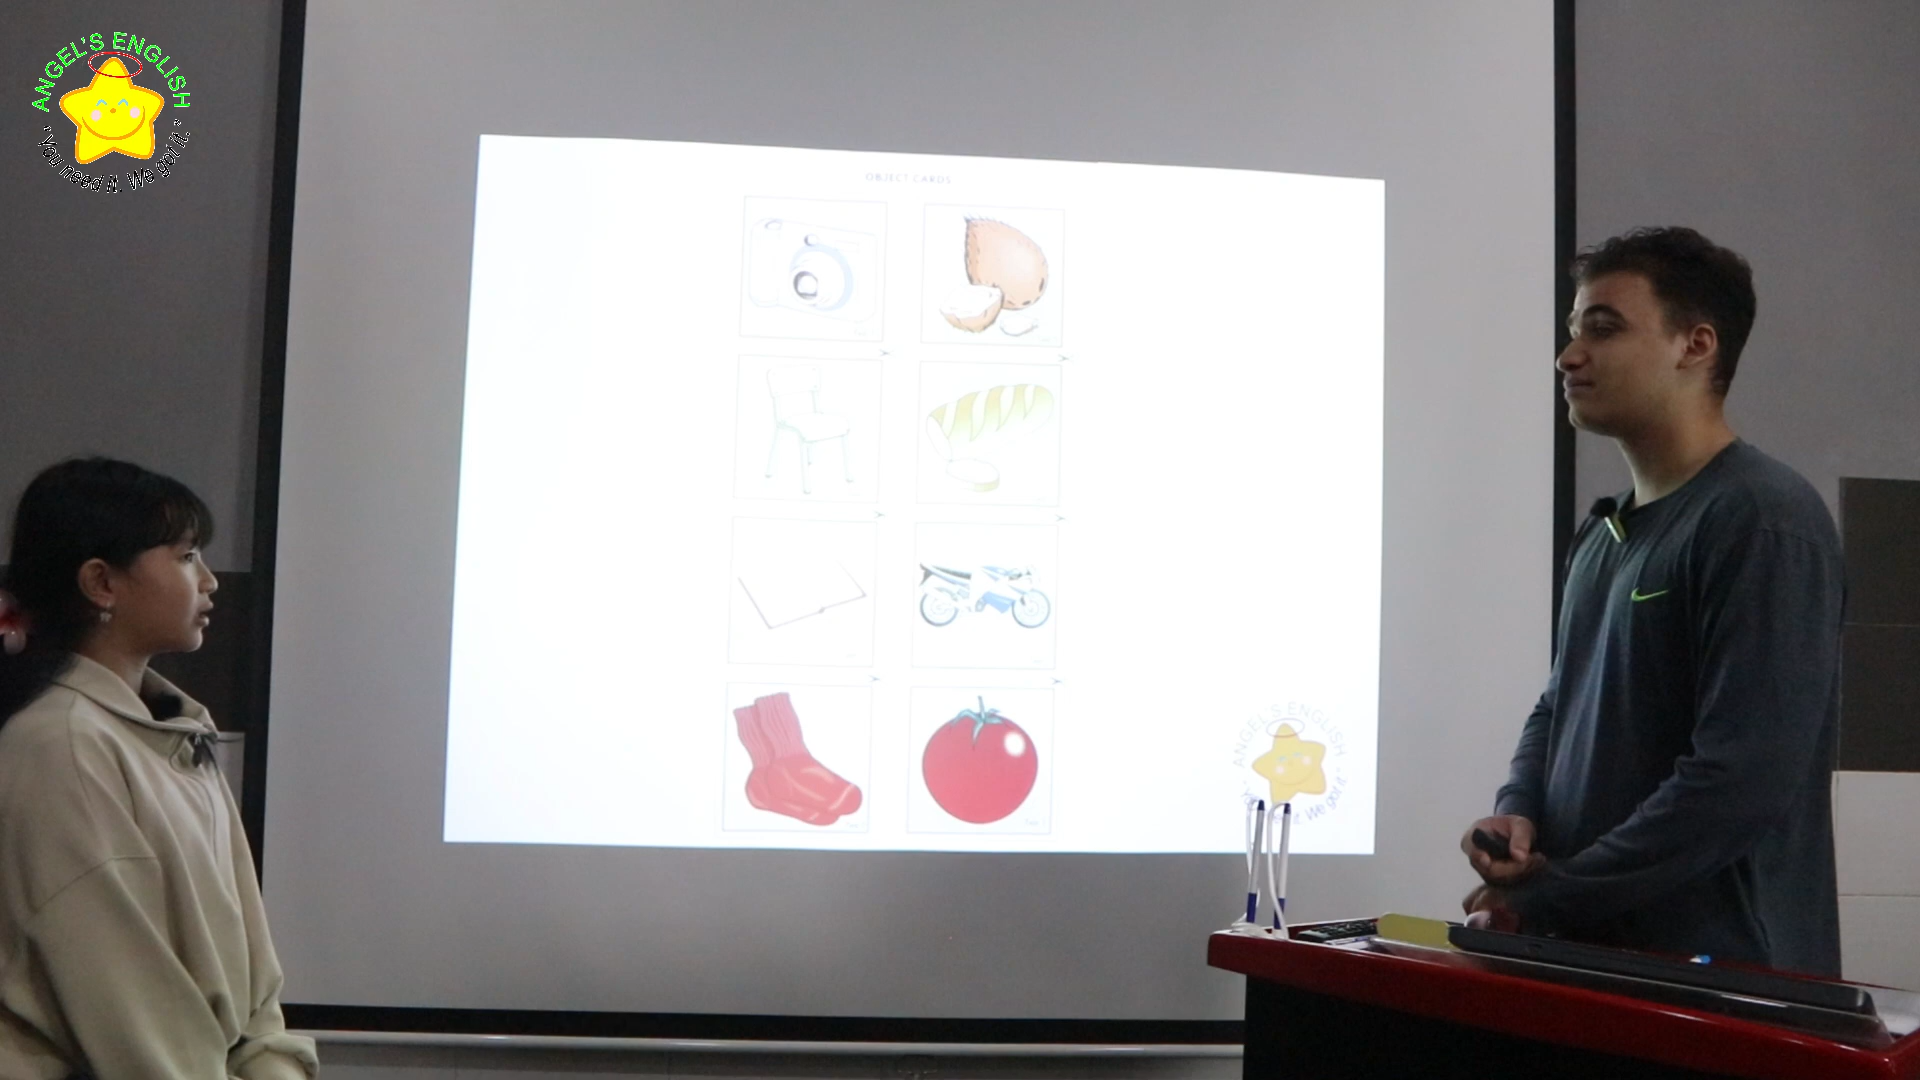 ANGEL'S ENGLISH
"You need it. We got it."
OBJECT CARDS
ANGEL'S ENGLISH
We got it."